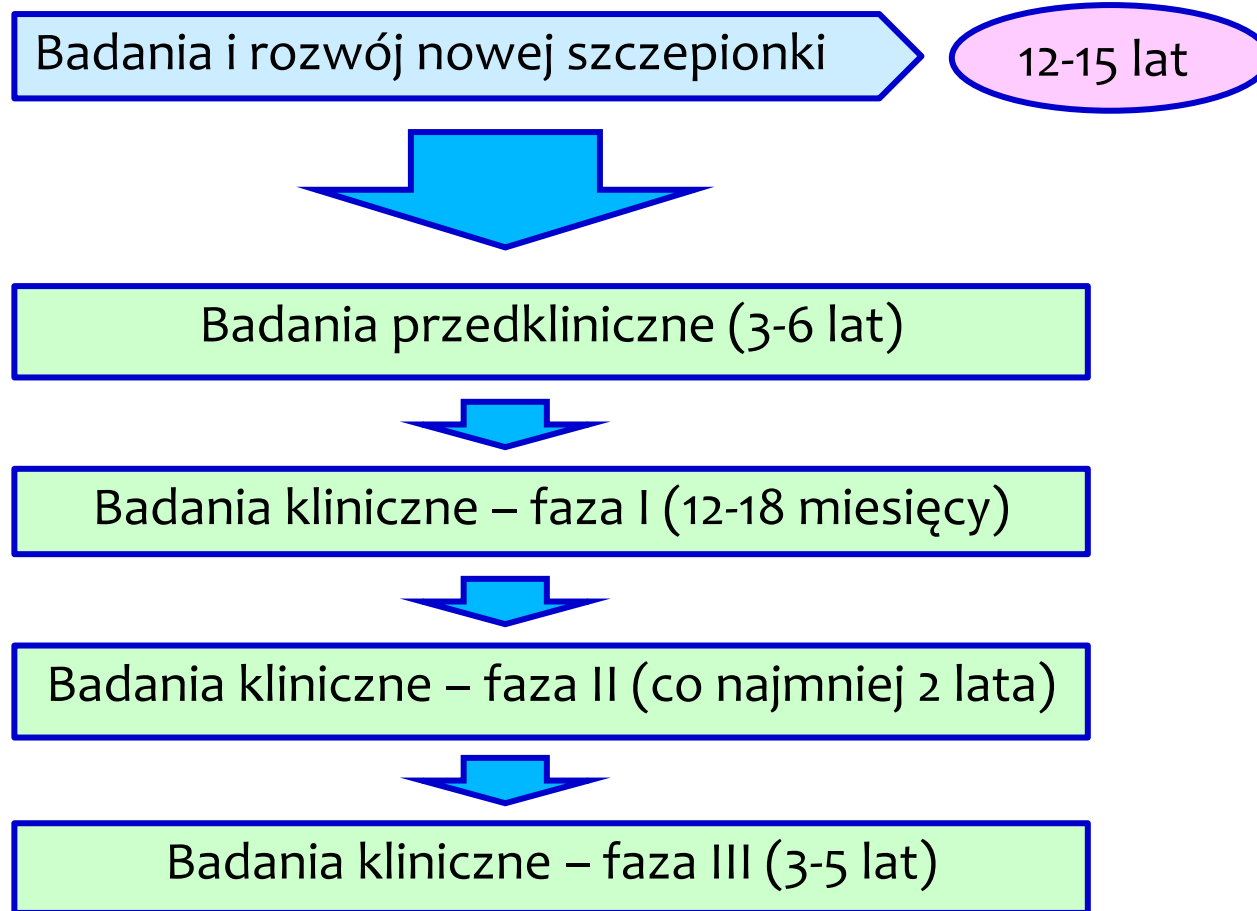 Badania i rozwój nowej szczepionki
12-15 lat
Badania przedkliniczne (3-6 lat)
Badania kliniczne – faza I (12-18 miesięcy)
Badania kliniczne – faza II (co najmniej 2 lata)
Badania kliniczne – faza III (3-5 lat)